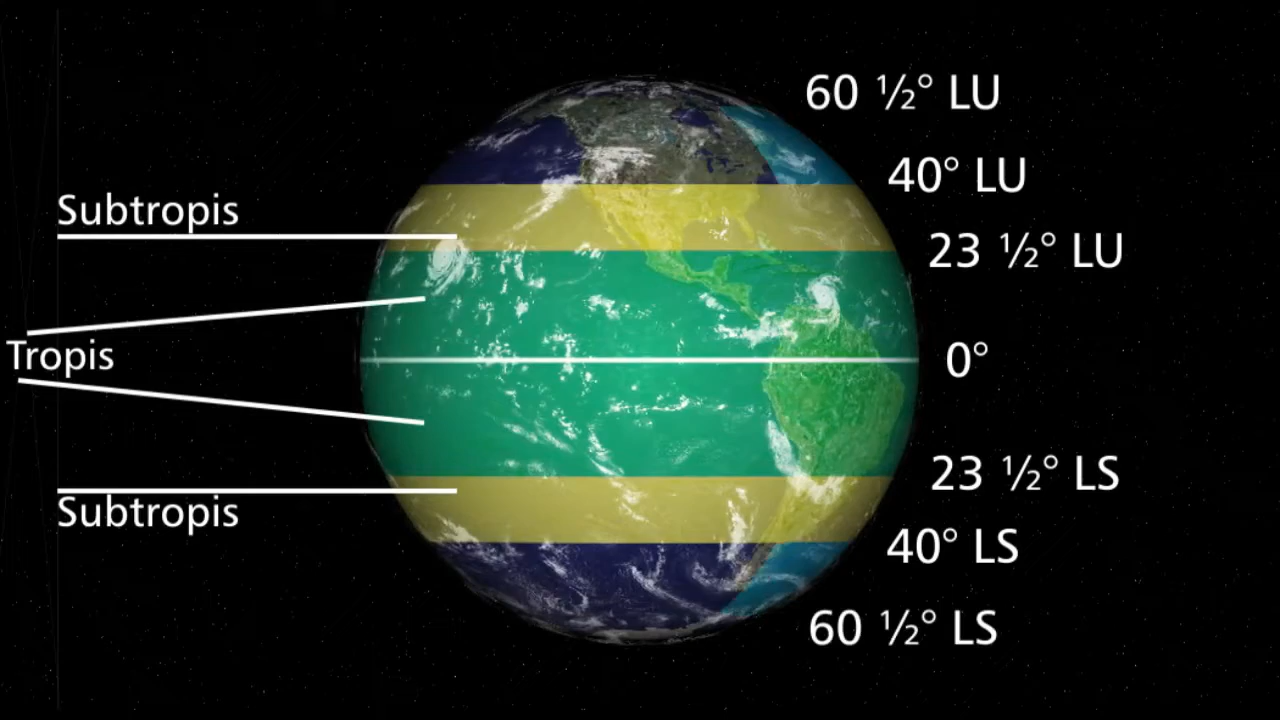 60 ½° LU
40° LU
Subtropis
23 ½° LU
Tropis
0°
23 ½° LS
Subtropis
40° LS
60 ½° LS